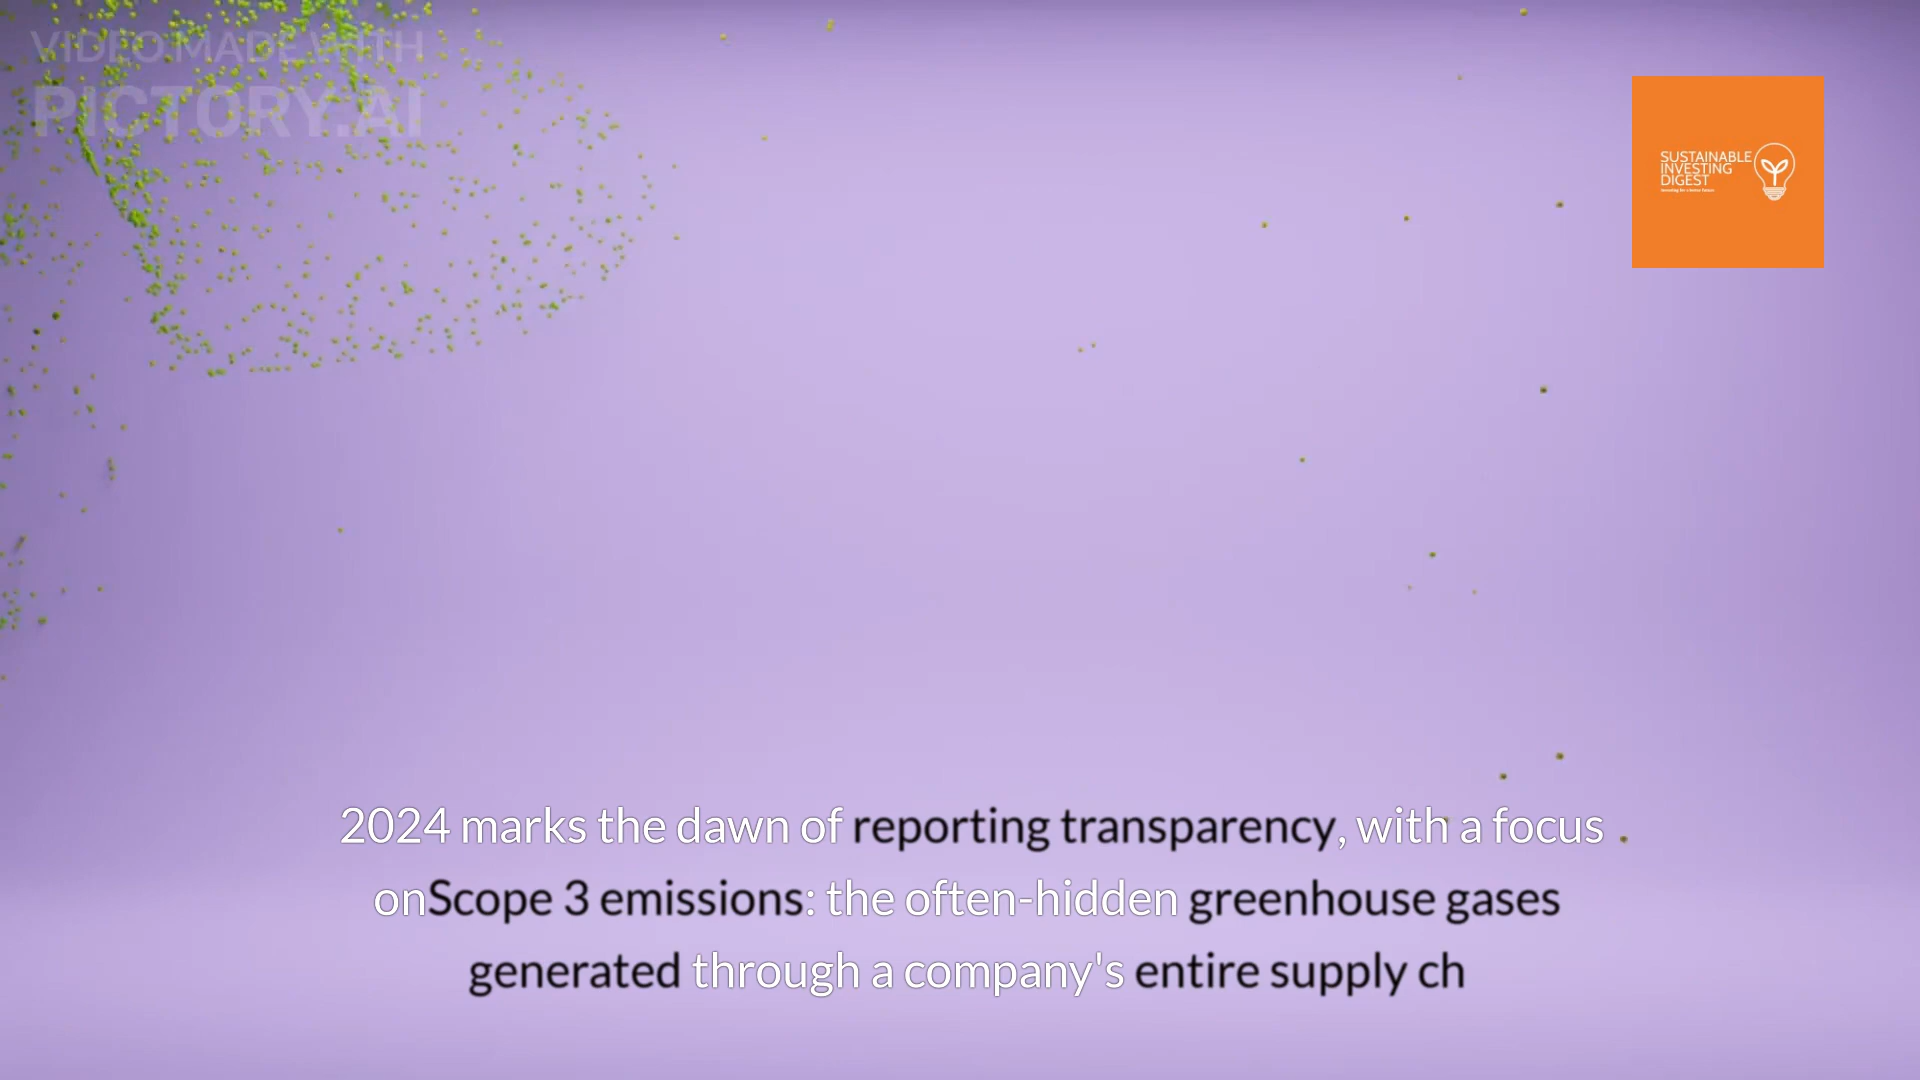 VIDEO MADE WITH
PICTORY.AI
SUSTAINABLE
INVESTING
DIGEST
2024 marks the dawn of reporting transparency, with a focus
onScope 3 emissions: the often-hidden greenhouse gases
generated through a company's entire supply ch